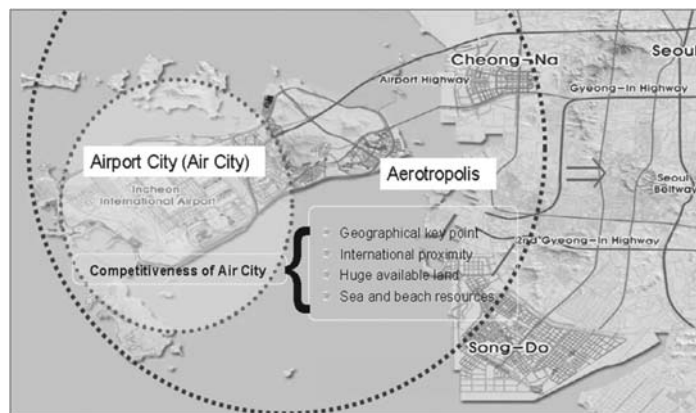 Seoul
Cheong-Na
Airport Highway
Gyeong-In Highway
Airport City (Air City)
Aerotropolis
Incheon
International Airport
Seoul
Beltway
Geographical key point
2nd Gyeong-In Highway
International proximity
Competitiveness of Air City
Huge available land
Sea and beach resources
Song-Do